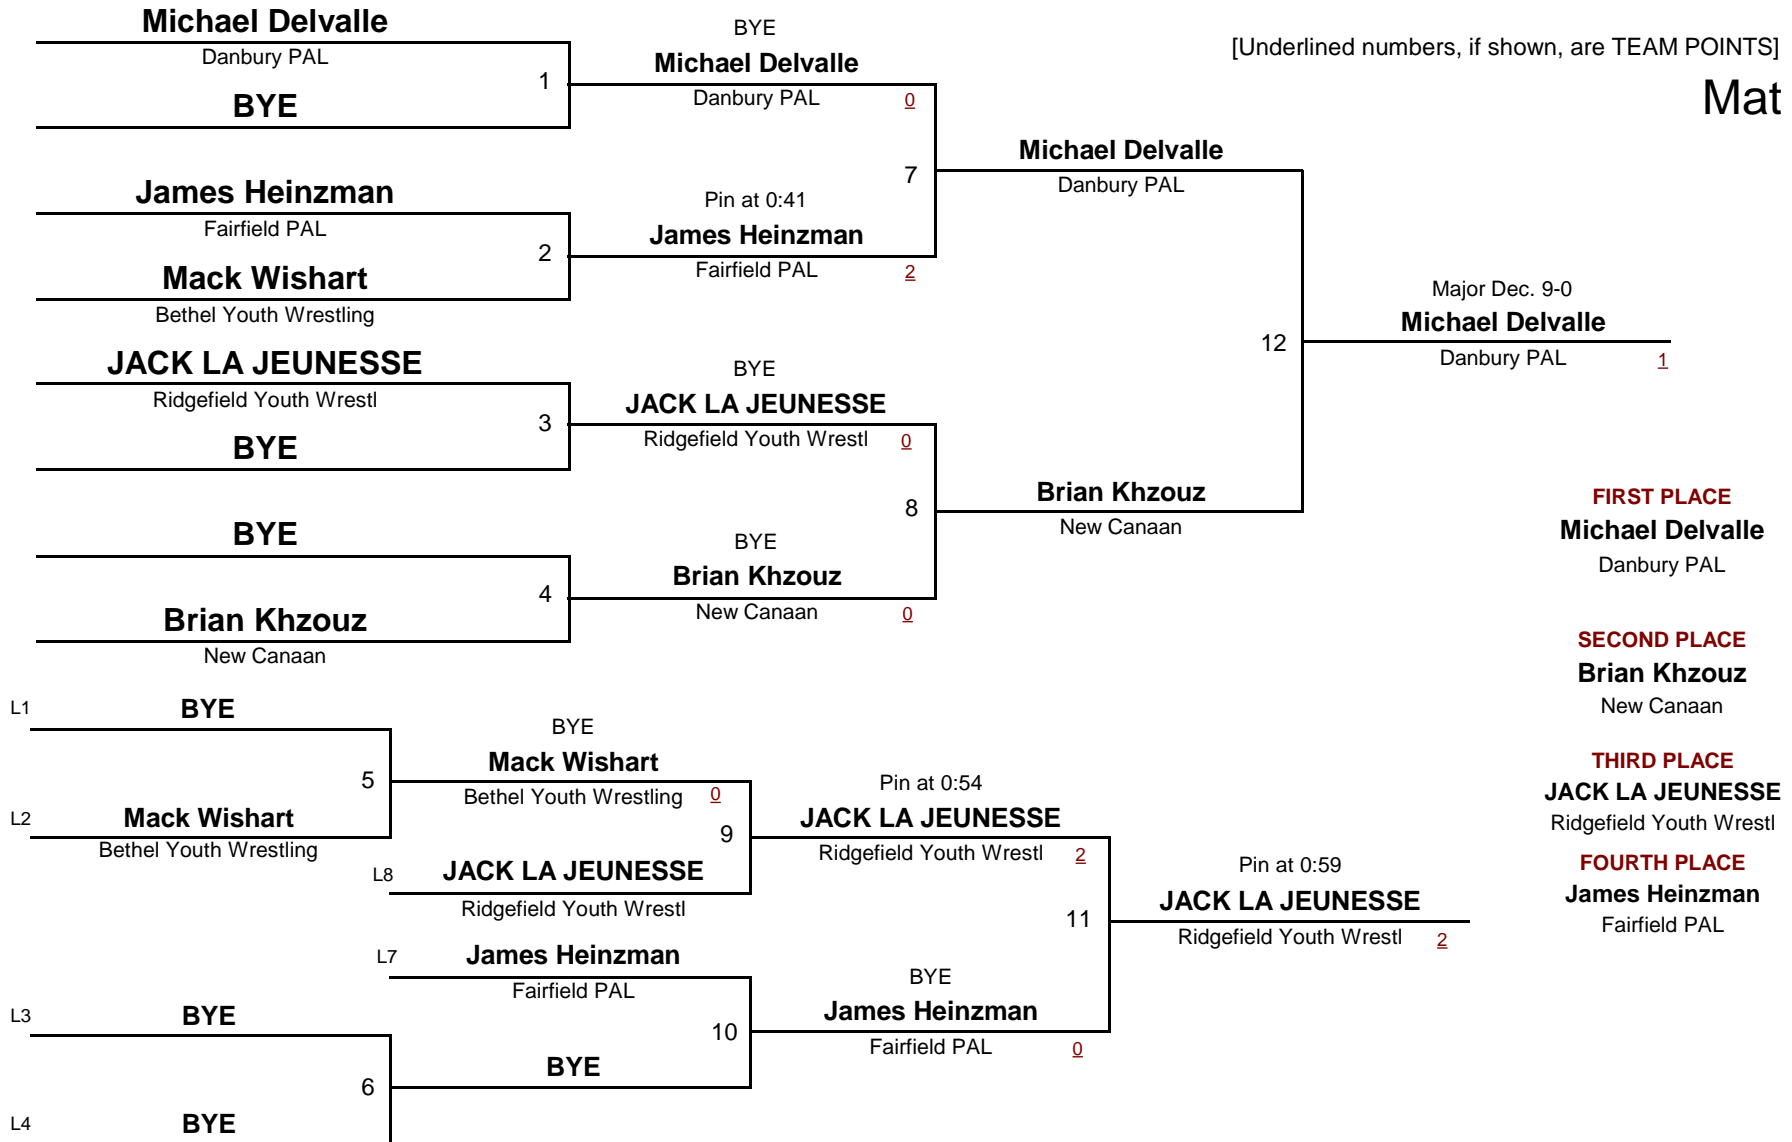 [Underlined numbers, if shown, are TEAM POINTS]
Mat
Michael Delvalle
Danbury PAL
1
BYE
James Heinzman
Fairfield PAL
2
Mack Wishart
Bethel Youth Wrestling
JACK LA JEUNESSE
Ridgefield Youth Wrestl
3
BYE
BYE
4
Brian Khzouz
New Canaan
BYE
Michael Delvalle
Danbury PAL 0
7
Pin at 0:41
James Heinzman
Fairfield PAL 2
BYE
JACK LA JEUNESSE
Ridgefield Youth Wrestl 0
8
BYE
Brian Khzouz
New Canaan 0
Michael Delvalle
Danbury PAL
12
Brian Khzouz
New Canaan
Major Dec. 9-0
Michael Delvalle
Danbury PAL 1
FIRST PLACE
Michael Delvalle
Danbury PAL
SECOND PLACE
Brian Khzouz
New Canaan
THIRD PLACE
JACK LA JEUNESSE
Ridgefield Youth Wrestl
FOURTH PLACE
James Heinzman
Fairfield PAL
L1 BYE
5
L2 Mack Wishart
Bethel Youth Wrestling
L3 BYE
6
L4 BYE
BYE
Mack Wishart
Bethel Youth Wrestling 0
9
L8 JACK LA JEUNESSE
Ridgefield Youth Wrestl
L7 James Heinzman
Fairfield PAL
10
BYE
Pin at 0:54
JACK LA JEUNESSE
Ridgefield Youth Wrestl 2
11
BYE
James Heinzman
Fairfield PAL 0
Pin at 0:59
JACK LA JEUNESSE
Ridgefield Youth Wrestl 2